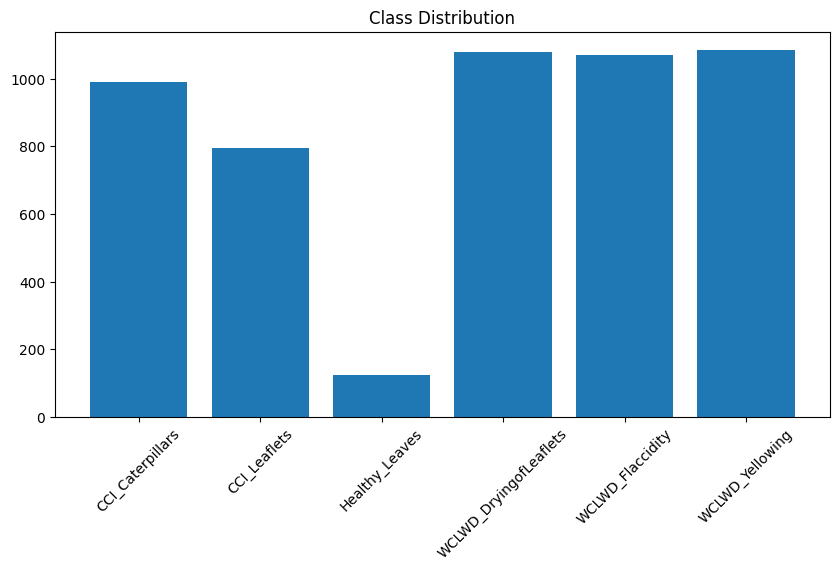 Class Distribution
1000
800
600
400
200
0
CCI_Caterpillars
CCI_Leaflets
Healthy_Leaves
WCLWD_DryingofLeaflets
WCLWD_Flaccidity
WCLWD_Yellowing